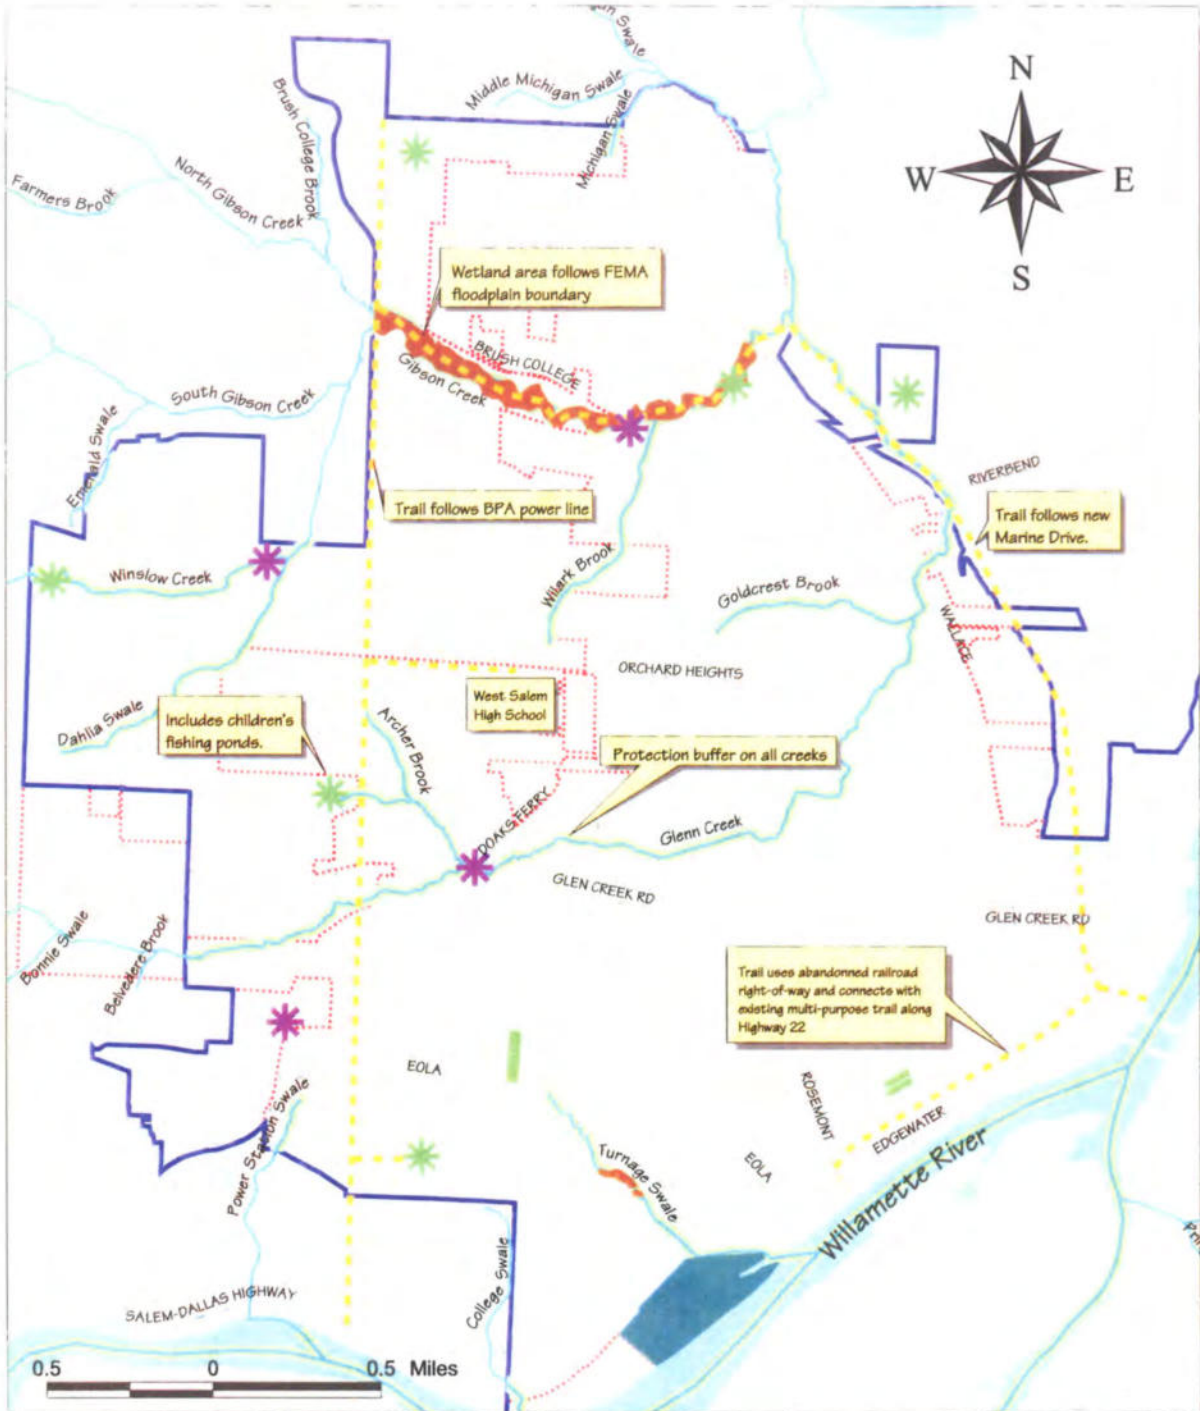 Swale
Middle Michigan Swale
Michigan Swale
N
W
E
S
Brush College Brook
North Gibson Creek
Farmers Brook
Wetland area follows FEMA
floodplain boundary
BRUSH COLLEGE
Gibson Creek
South Gibson Creek
Emerald Swale
RIVERBEND
Trail follows BPA power line
Trail follows new
Marine Drive.
Winslow Creek
Wilark Brook
Goldcrest Brook
WALLACE
ORCHARD HEIGHTS
West Salem
High School
Includes children's
fishing ponds.
Dahlia Swale
Archer Brook
Protection buffer on all creeks
DOAKS FERRY
Glenn Creek
GLEN CREEK RD
GLEN CREEK RD
Bonnie Swale
Belvedere Brook
Trail uses abandonned railroad
right-of-way and connects with
existing multi-purpose trail along
Highway 22
EOLA
ROSEMONT
EDGEWATER
Power Station Swale
Turnage Swale
EOLA
Willamette River
College Swale
SALEM-DALLAS HIGHWAY
0.5 0 0.5 Miles